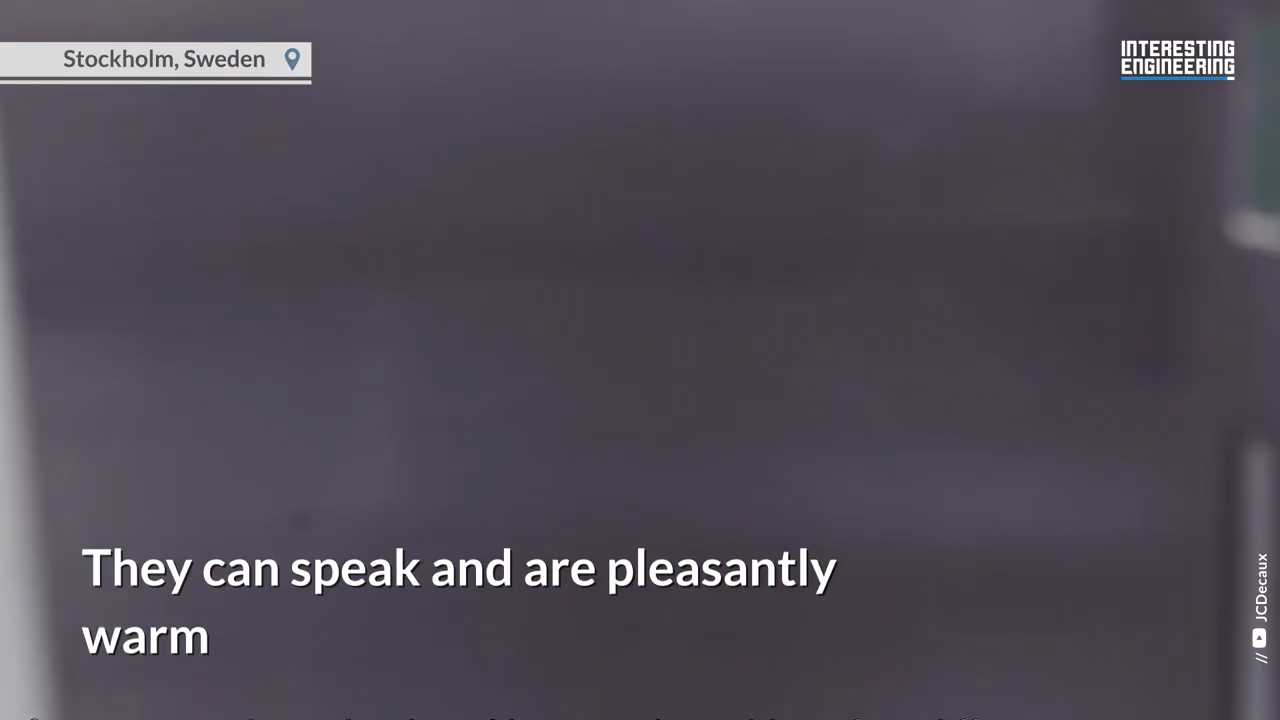 Stockholm, Sweden
INTERESTING
ENGINEERING
They can speak and are pleasantly
warm
// JCDecaux